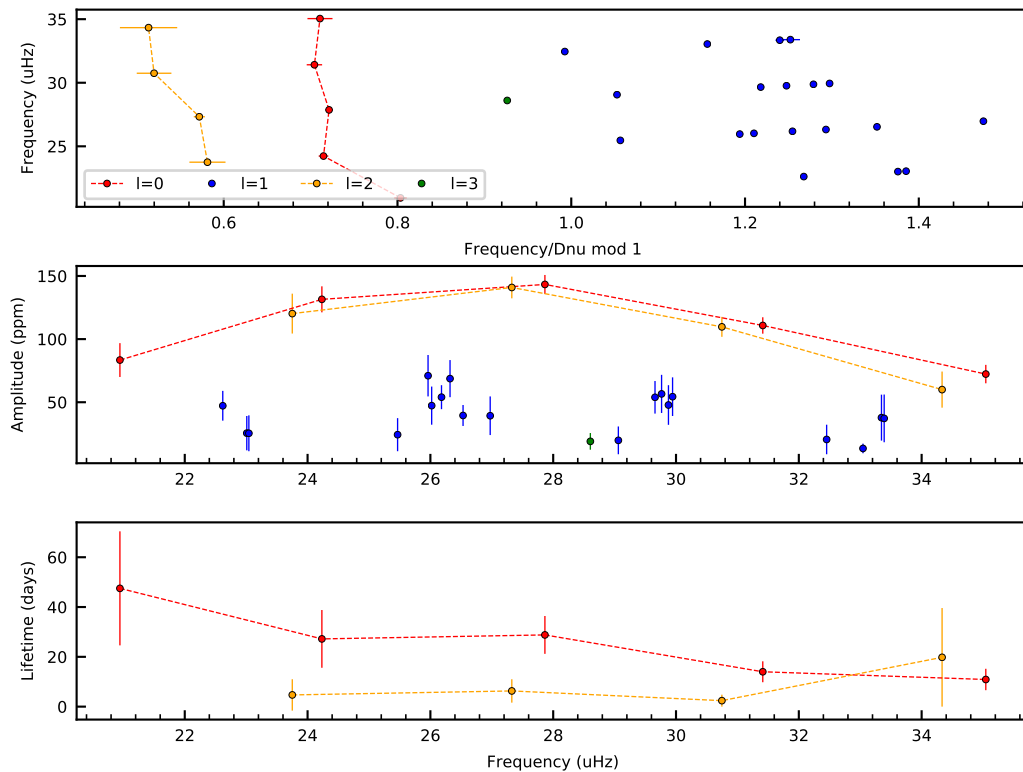 35
30
25
Frequency (uHz)
l=0 l=1 l=2 l=3
0.6 0.8 1.0 1.2 1.4
Frequency/Dnu mod 1
150
100
50
Amplitude (ppm)
22 24 26 28 30 32 34
60
40
20
0
Lifetime (days)
22 24 26 28 30 32 34
Frequency (uHz)